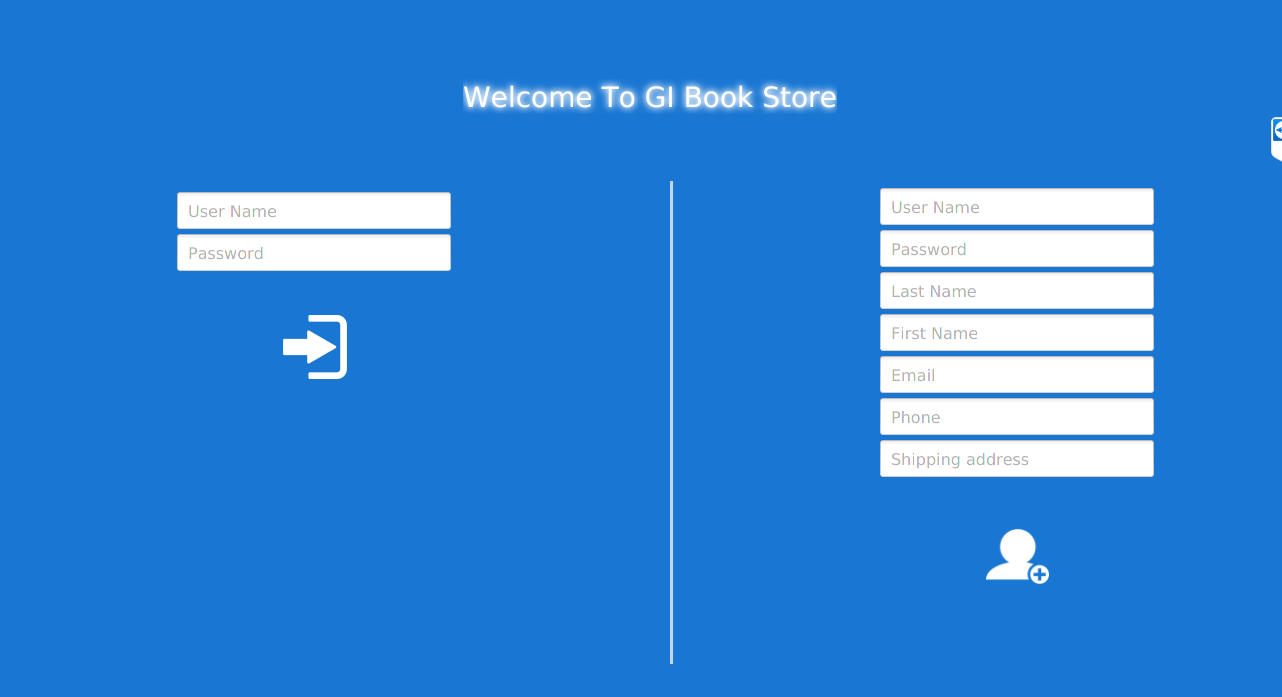 Welcome To GI Book Store
User Name
Password
User Name
Password
Last Name
First Name
Email
Phone
Shipping address